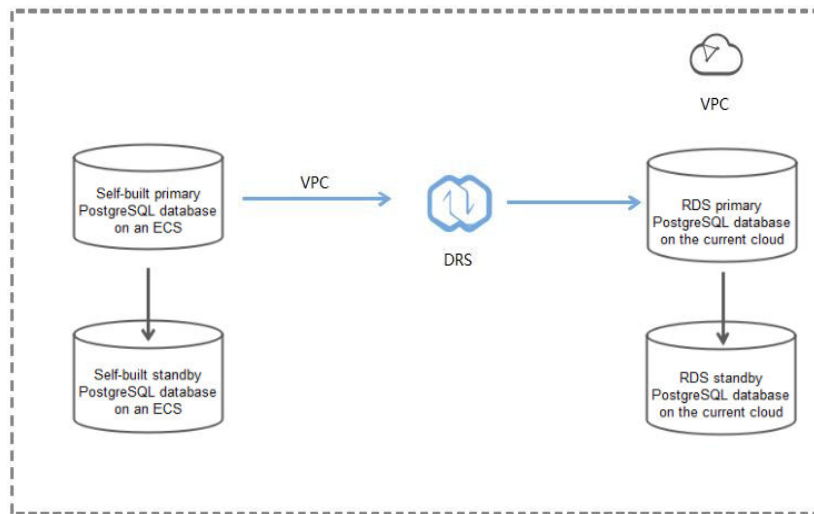 VPC
Self-built primary
PostgreSQL database
on an ECS
VPC
DRS
RDS primary
PostgreSQL database
on the current cloud
Self-built standby
PostgreSQL database
on an ECS
RDS standby
PostgreSQL database
on the current cloud